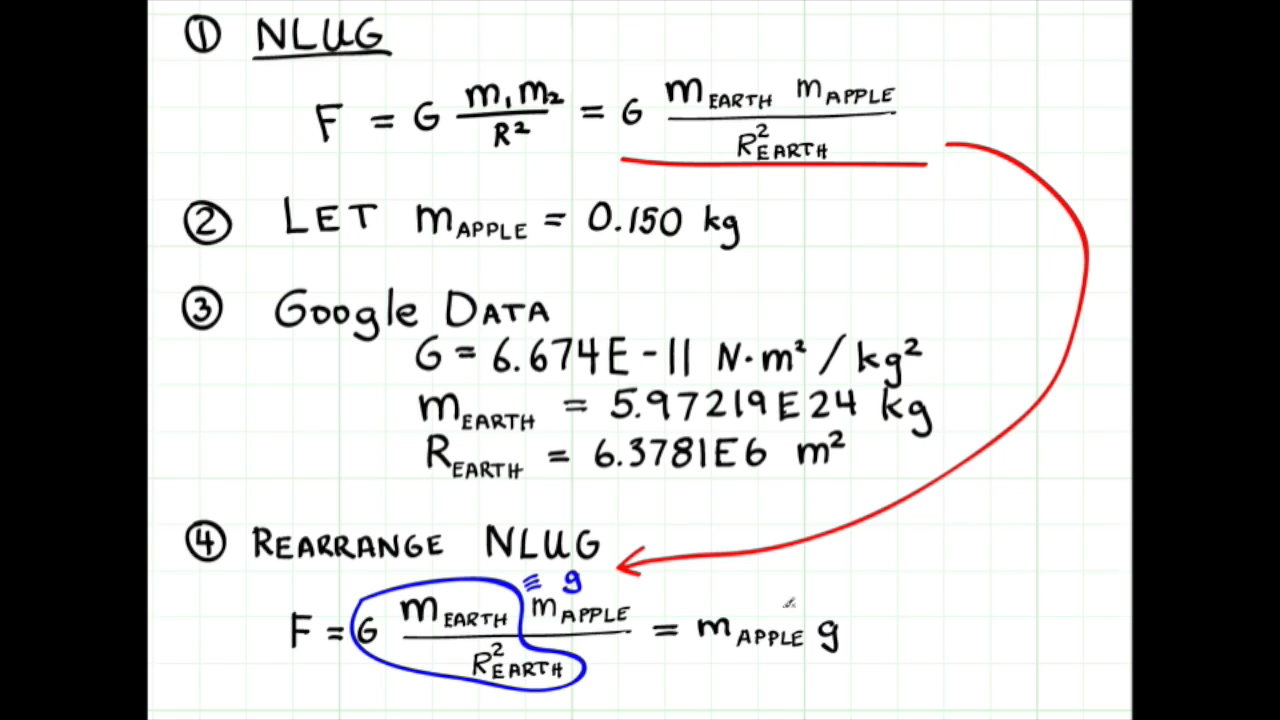 ① NLUG
F = G m₁m₂ / R² = G m_EARTH m_APPLE / R²_EARTH
② LET m_APPLE = 0.150 kg
③ Google DATA
G = 6.674E-11 N·m² / kg²
m_EARTH = 5.97219E24 kg
R_EARTH = 6.3781E6 m²
④ REARRANGE NLUG
≡ g
F = G m_EARTH m_APPLE / R²_EARTH = m_APPLE g